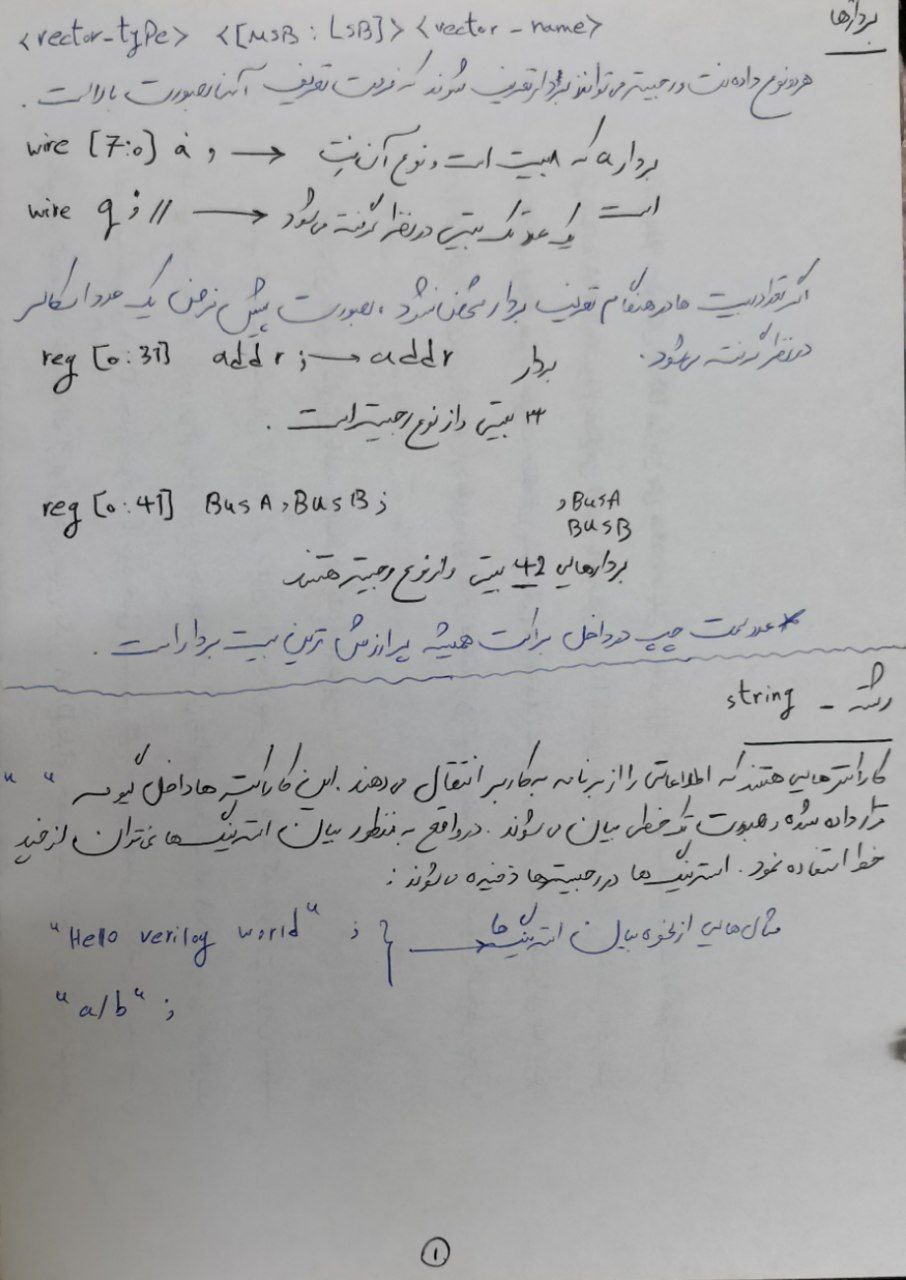 بردارها
<vector-type> <[MSB : LSB]> <vector-name>
هر دو نوع داده نت و رجیستر می‌توانند بردار تعریف شوند که فرمت تعریف آنها بصورت بالا است.
wire [7:0] a ; → بردار a که ۸ بیت است و نوع آن نت
است
wire q ; // → یک عدد تک بیتی در نظر گرفته می‌شود
اگر تعداد بیت ها در هنگام تعریف بردار مشخص نشود، بصورت پیش فرض یک عدد اسکالر
در نظر گرفته می‌شود.
reg [0:31] addr ; → addr بردار
۳۲ بیتی و از نوع رجیستر است.
reg [0:41] BusA , BusB ;
, BusA
BusB
بردارهایی 42 بیتی و از نوع رجیستر هستند
* عدد سمت چپ در داخل براکت همیشه پر ارزش ترین بیت بردار است.
رشته - string
کاراکترهایی هستند که اطلاعاتی را از برنامه به کاربر انتقال می‌دهند. این کاراکتر ها داخل گیومه " "
قرار داده شده و بصورت تک خطی بیان می‌شوند. در واقع به منظور بیان استرینگ ها نمی‌توان از چند
خط استفاده نمود. استرینگ ها در رجیسترها ذخیره می‌شوند :
"Hello verilog world" ; } → مثال هایی از نحوه بیان استرینگ ها
"a/b" ;
۱